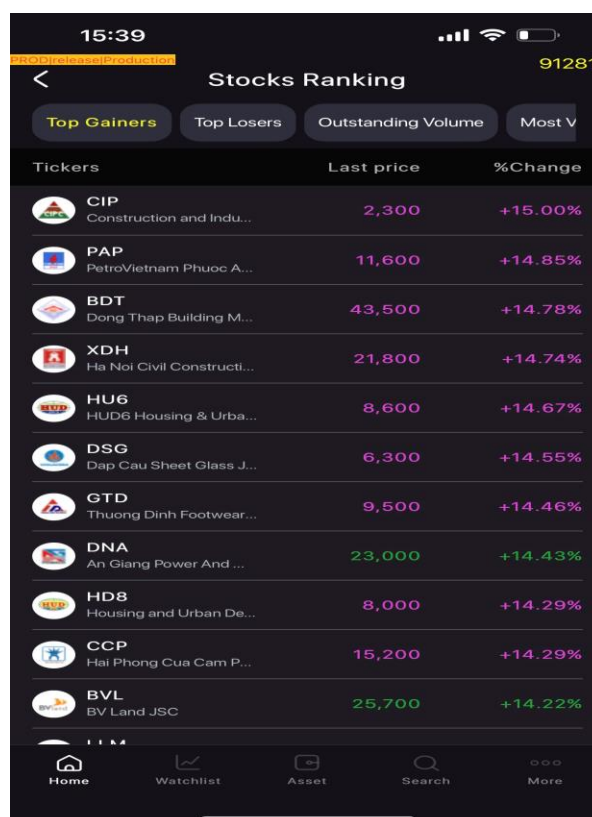 15:39
PROD|release|Production
9128
Stocks Ranking
Top Gainers Top Losers Outstanding Volume Most
Tickers Last price %Change
CIP 2,300 +15.00%
Construction and Indu...
PAP 11,600 +14.85%
PetroVietnam Phuoc A...
BDT 43,500 +14.78%
Dong Thap Building M...
XDH 21,800 +14.74%
Ha Noi Civil Constructi...
HU6 8,600 +14.67%
HUD6 Housing & Urba...
DSG 6,300 +14.55%
Dap Cau Sheet Glass J...
GTD 9,500 +14.46%
Thuong Dinh Footwear...
DNA 23,000 +14.43%
An Giang Power And ...
HD8 8,000 +14.29%
Housing and Urban De...
CCP 15,200 +14.29%
Hai Phong Cua Cam P...
BVL 25,700 +14.22%
BV Land JSC
Home Watchlist Asset Search More